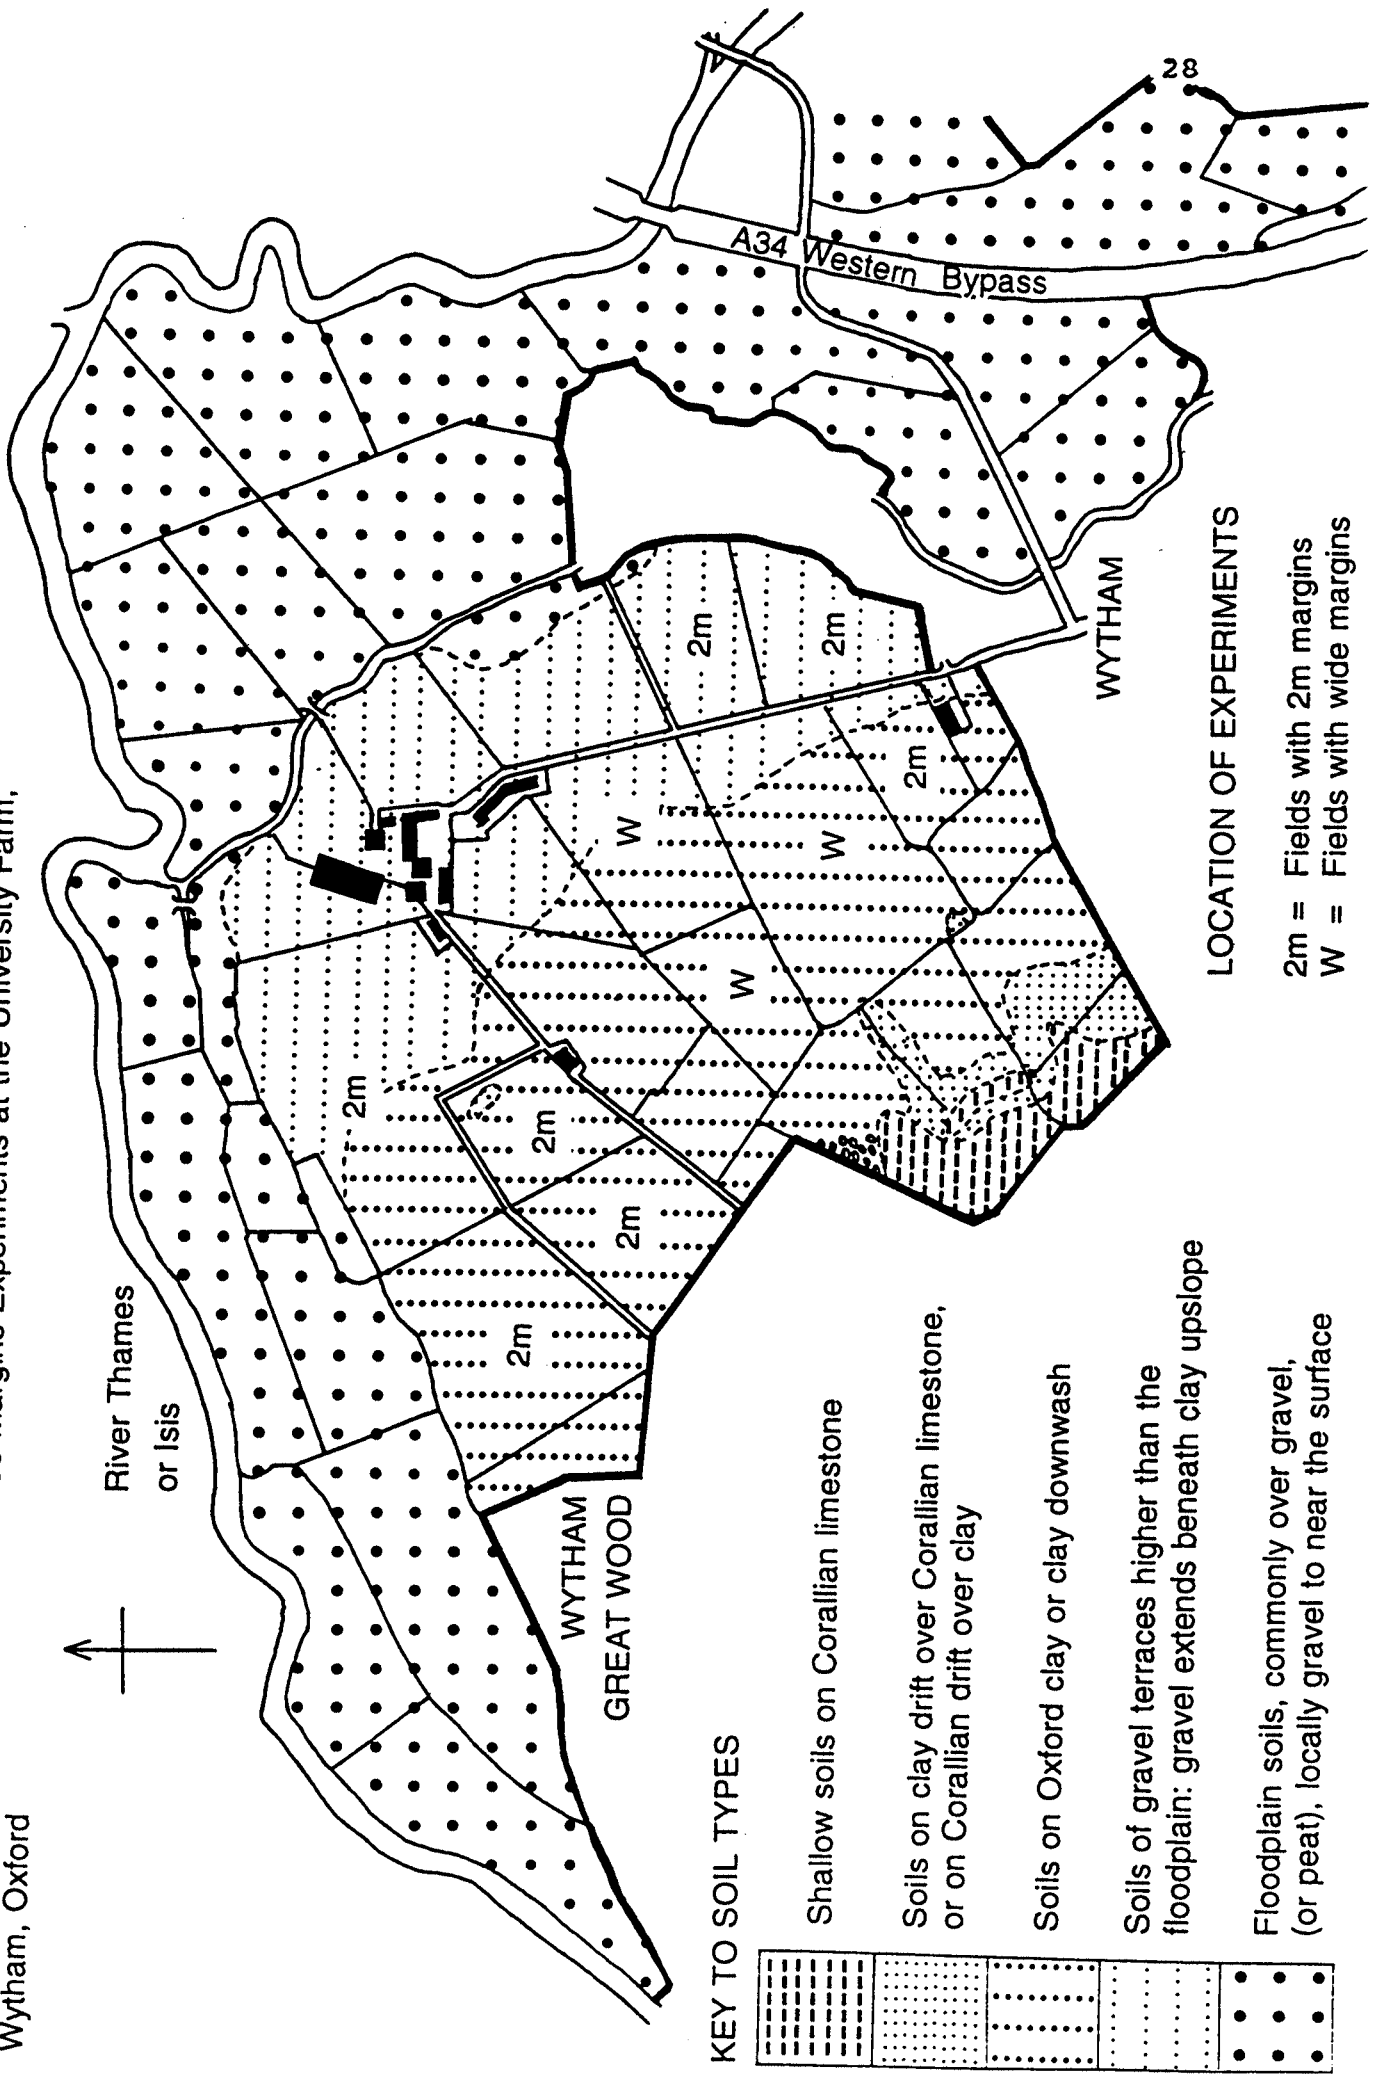 Margins Experiments at the University Farm,
Wytham, Oxford
River Thames
or Isis
WYTHAM
GREAT WOOD
A34 Western Bypass
28
2m
2m
2m
2m
2m
2m
2m
W
W
W
WYTHAM
KEY TO SOIL TYPES
Shallow soils on Corallian limestone
Soils on clay drift over Corallian limestone,
or on Corallian drift over clay
Soils on Oxford clay or clay downwash
Soils of gravel terraces higher than the
floodplain: gravel extends beneath clay upslope
Floodplain soils, commonly over gravel,
(or peat), locally gravel to near the surface
LOCATION OF EXPERIMENTS
2m = Fields with 2m margins
W = Fields with wide margins